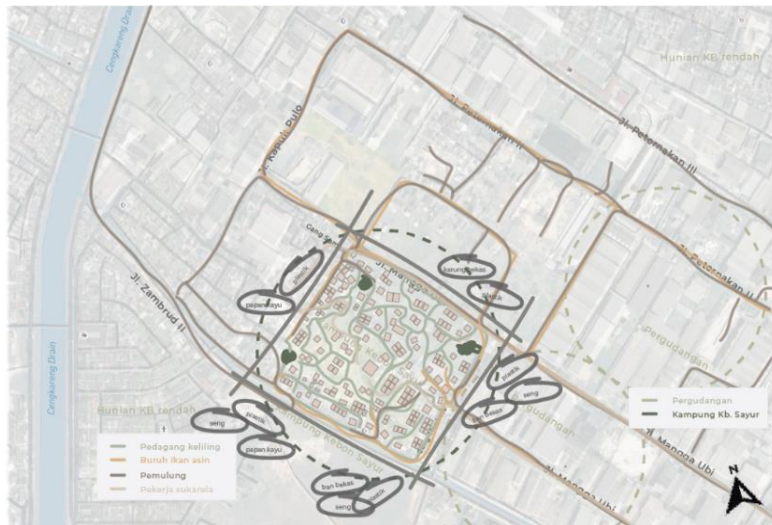 Cengkareng Drain
Hunian KB rendah
Jl. Peternakan II
Jl. Kapuk Pulo
Jl. Peternakan III
karung bekas
plastik
papan kayu
Jl. Peternakan II
Jl. Zambrud II
Pergudangan
plastik
seng
Pergudangan
Cengkareng Drain
Hunian KB rendah
seng
plastik
papan kayu
Kampung Kebon Sayur
ban bekas
seng
plastik
Jl. Mangga Ubi
Jl. Mangga Ubi
Pergudangan
Kampung Kb. Sayur
Pedagang keliling
Buruh ikan asin
Pemulung
Pekerja sukarela
N